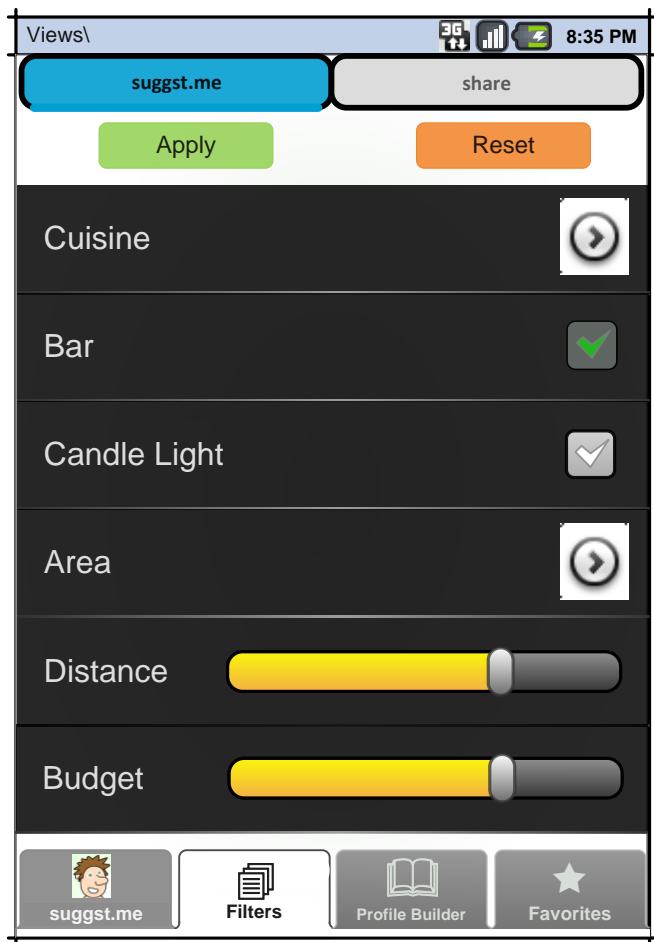 Views\ 3G 8:35 PM
suggst.me share
Apply Reset
Cuisine
Bar
Candle Light
Area
Distance
Budget
suggst.me Filters Profile Builder Favorites